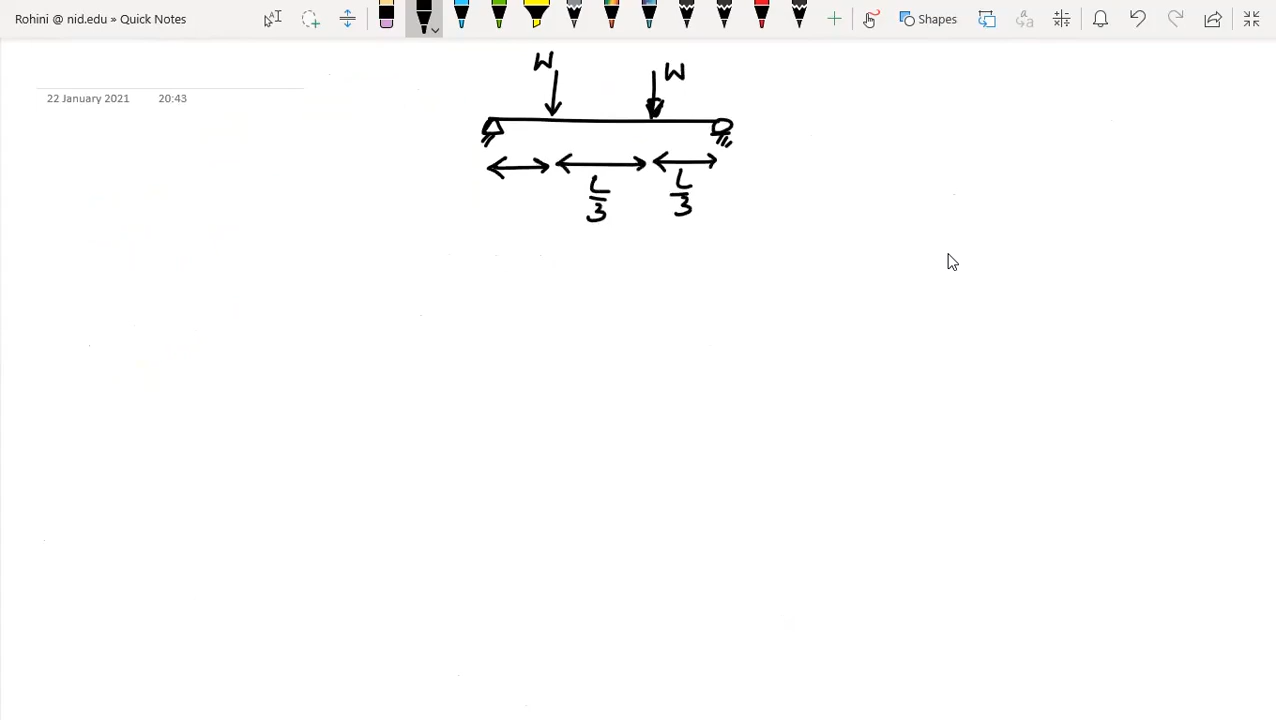 Rohini @ nid.edu » Quick Notes
Shapes
22 January 2021 20:43
W
W
L/3
L/3